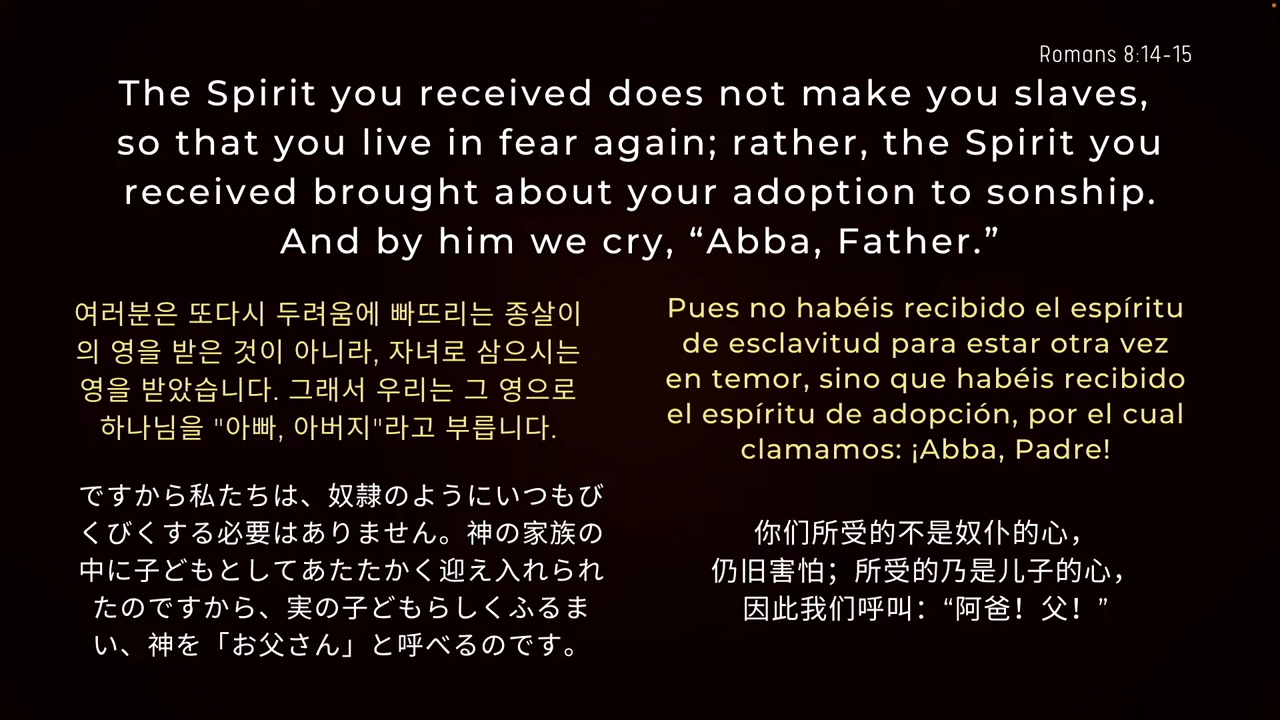 Romans 8:14-15
The Spirit you received does not make you slaves,
so that you live in fear again; rather, the Spirit you
received brought about your adoption to sonship.
And by him we cry, “Abba, Father.”
여러분은 또다시 두려움에 빠뜨리는 종살이
의 영을 받은 것이 아니라, 자녀로 삼으시는
영을 받았습니다. 그래서 우리는 그 영으로
하나님을 "아빠, 아버지"라고 부릅니다.
Pues no habéis recibido el espíritu
de esclavitud para estar otra vez
en temor, sino que habéis recibido
el espíritu de adopción, por el cual
clamamos: ¡Abba, Padre!
ですから私たちは、奴隷のようにいつもび
くびくする必要はありません。神の家族の
中に子どもとしてあたたかく迎え入れられ
たのですから、実の子どもらしくふるま
い、神を「お父さん」と呼べるのです。
你们所受的不是奴仆的心，
仍旧害怕；所受的乃是儿子的心，
因此我们呼叫：“阿爸！父！”